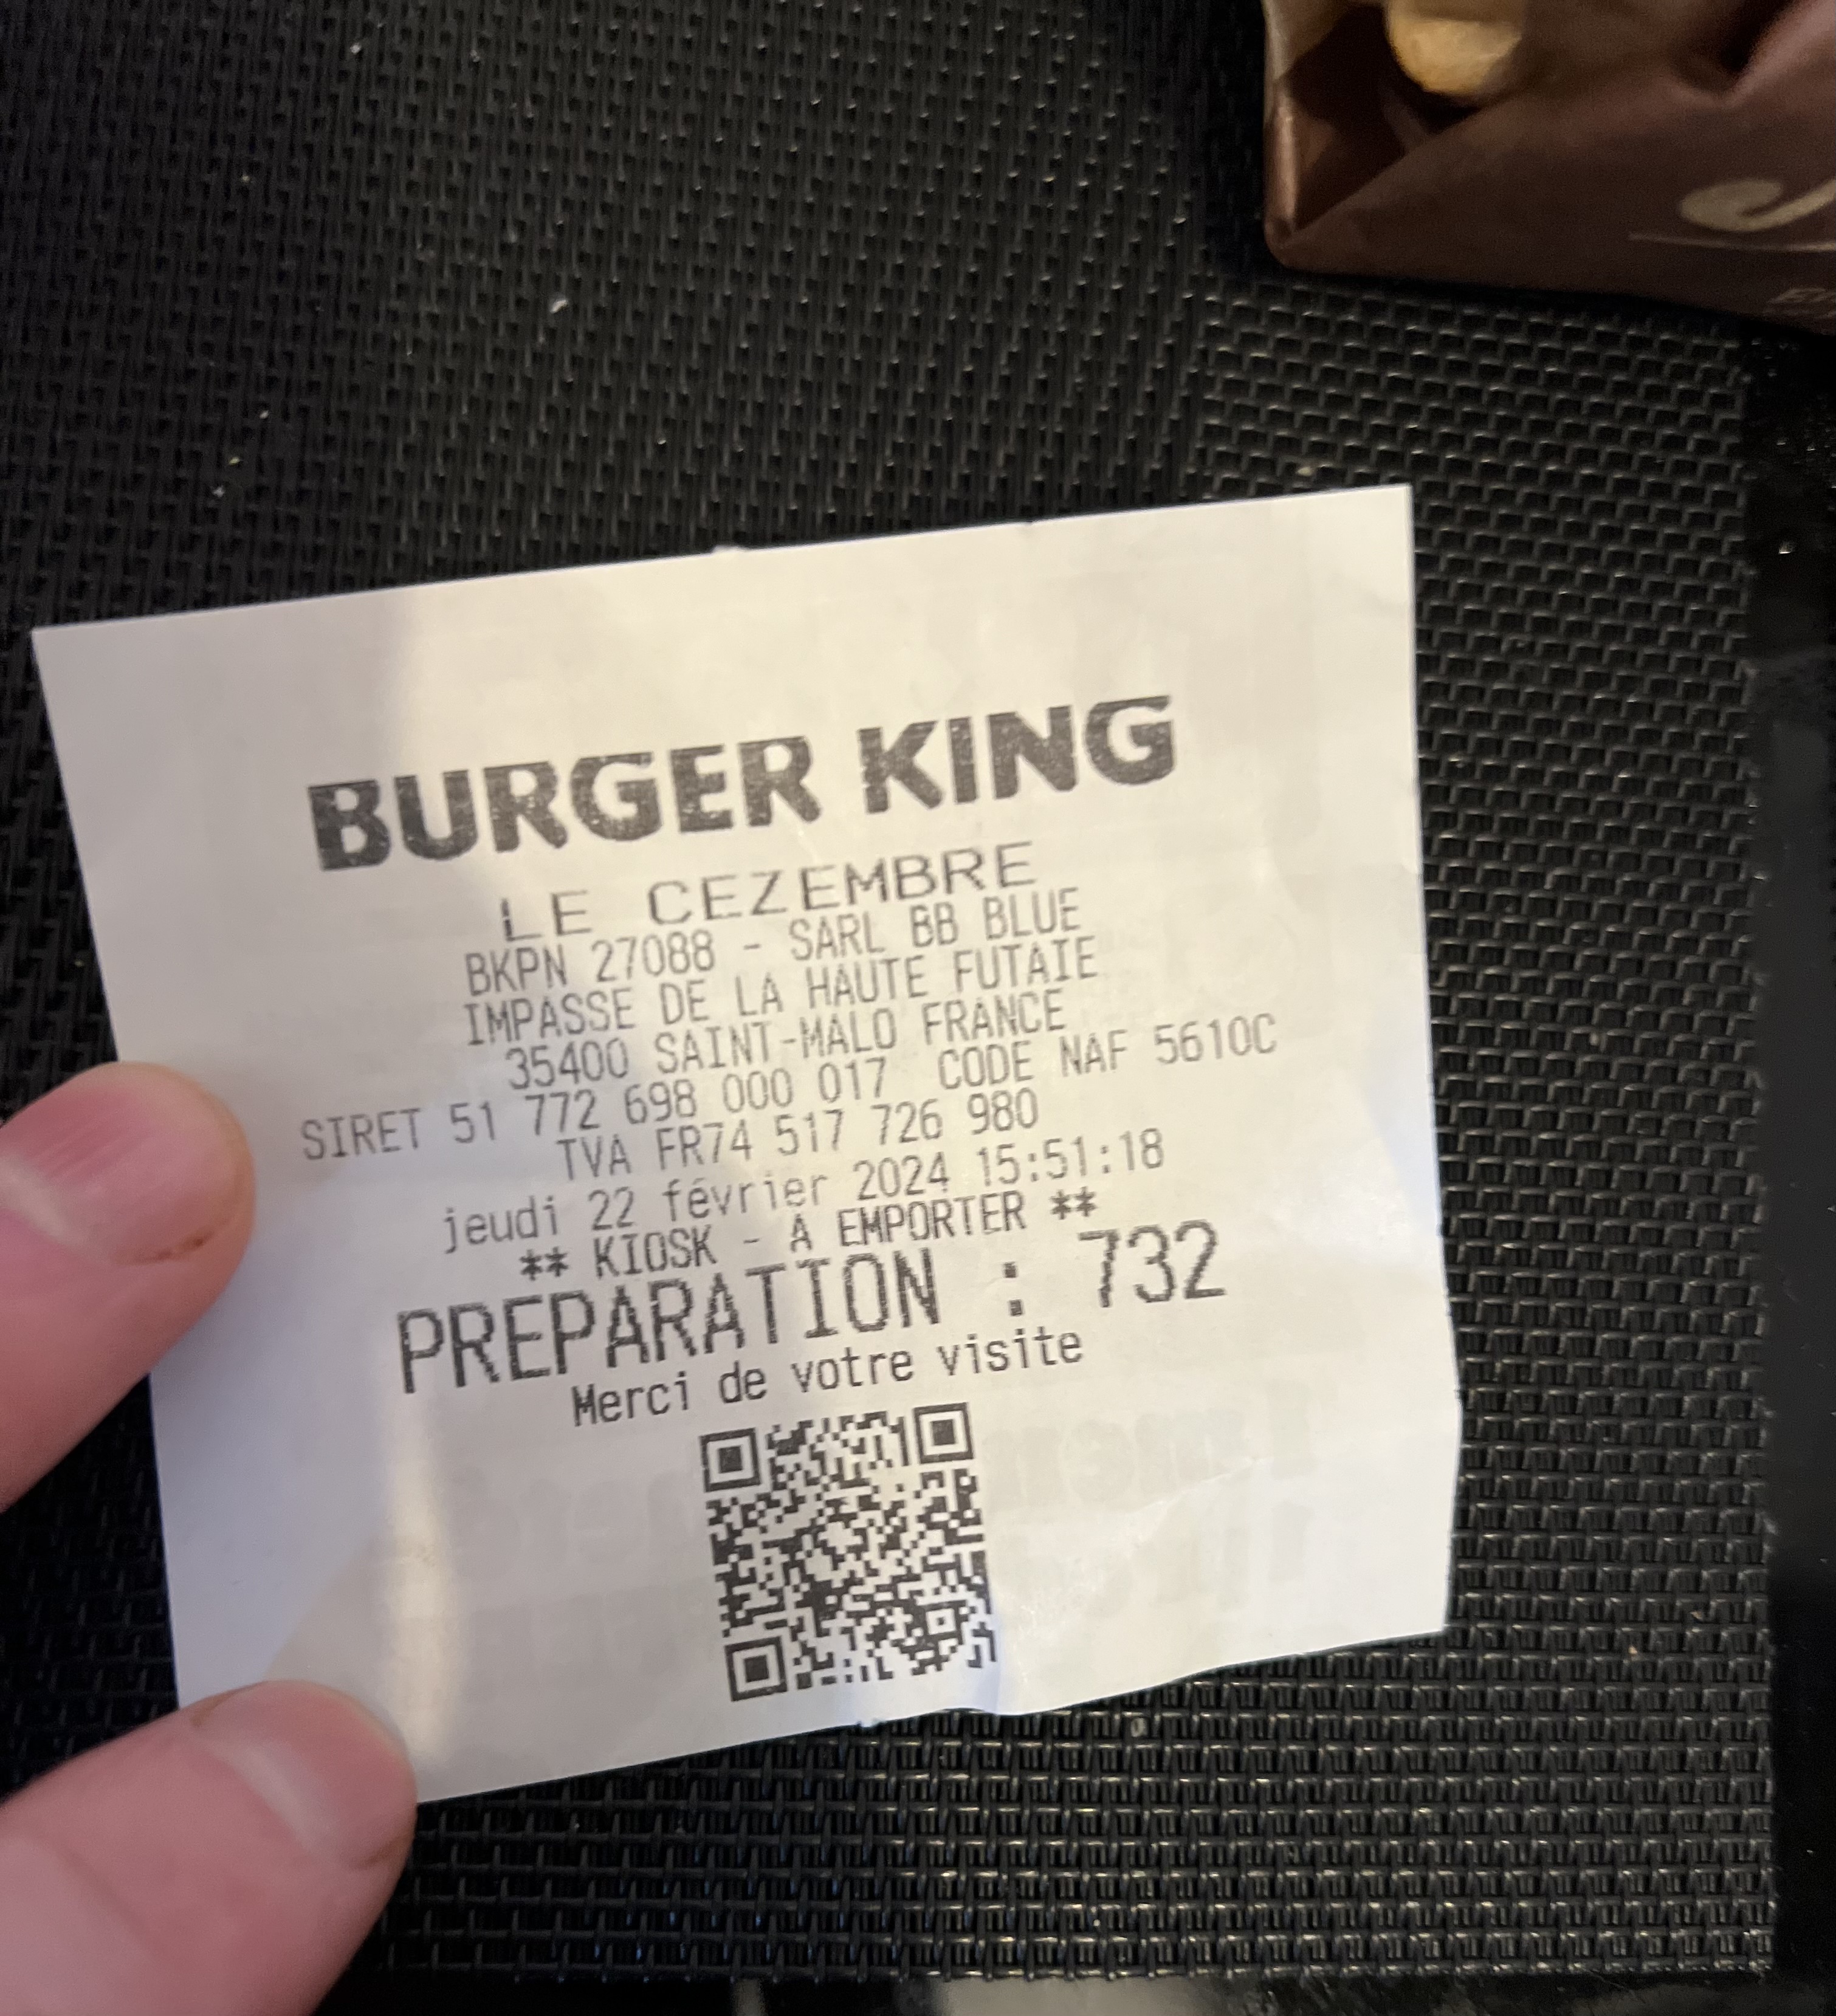 BURGER KING
LE CEZEMBRE
BKPN 27088 - SARL BB BLUE
IMPASSE DE LA HAUTE FUTAIE
35400 SAINT-MALO FRANCE
SIRET 51 772 698 000 017 CODE NAF 5610C
TVA FR74 517 726 980
jeudi 22 février 2024 15:51:18
** KIOSK - A EMPORTER **
PREPARATION : 732
Merci de votre visite